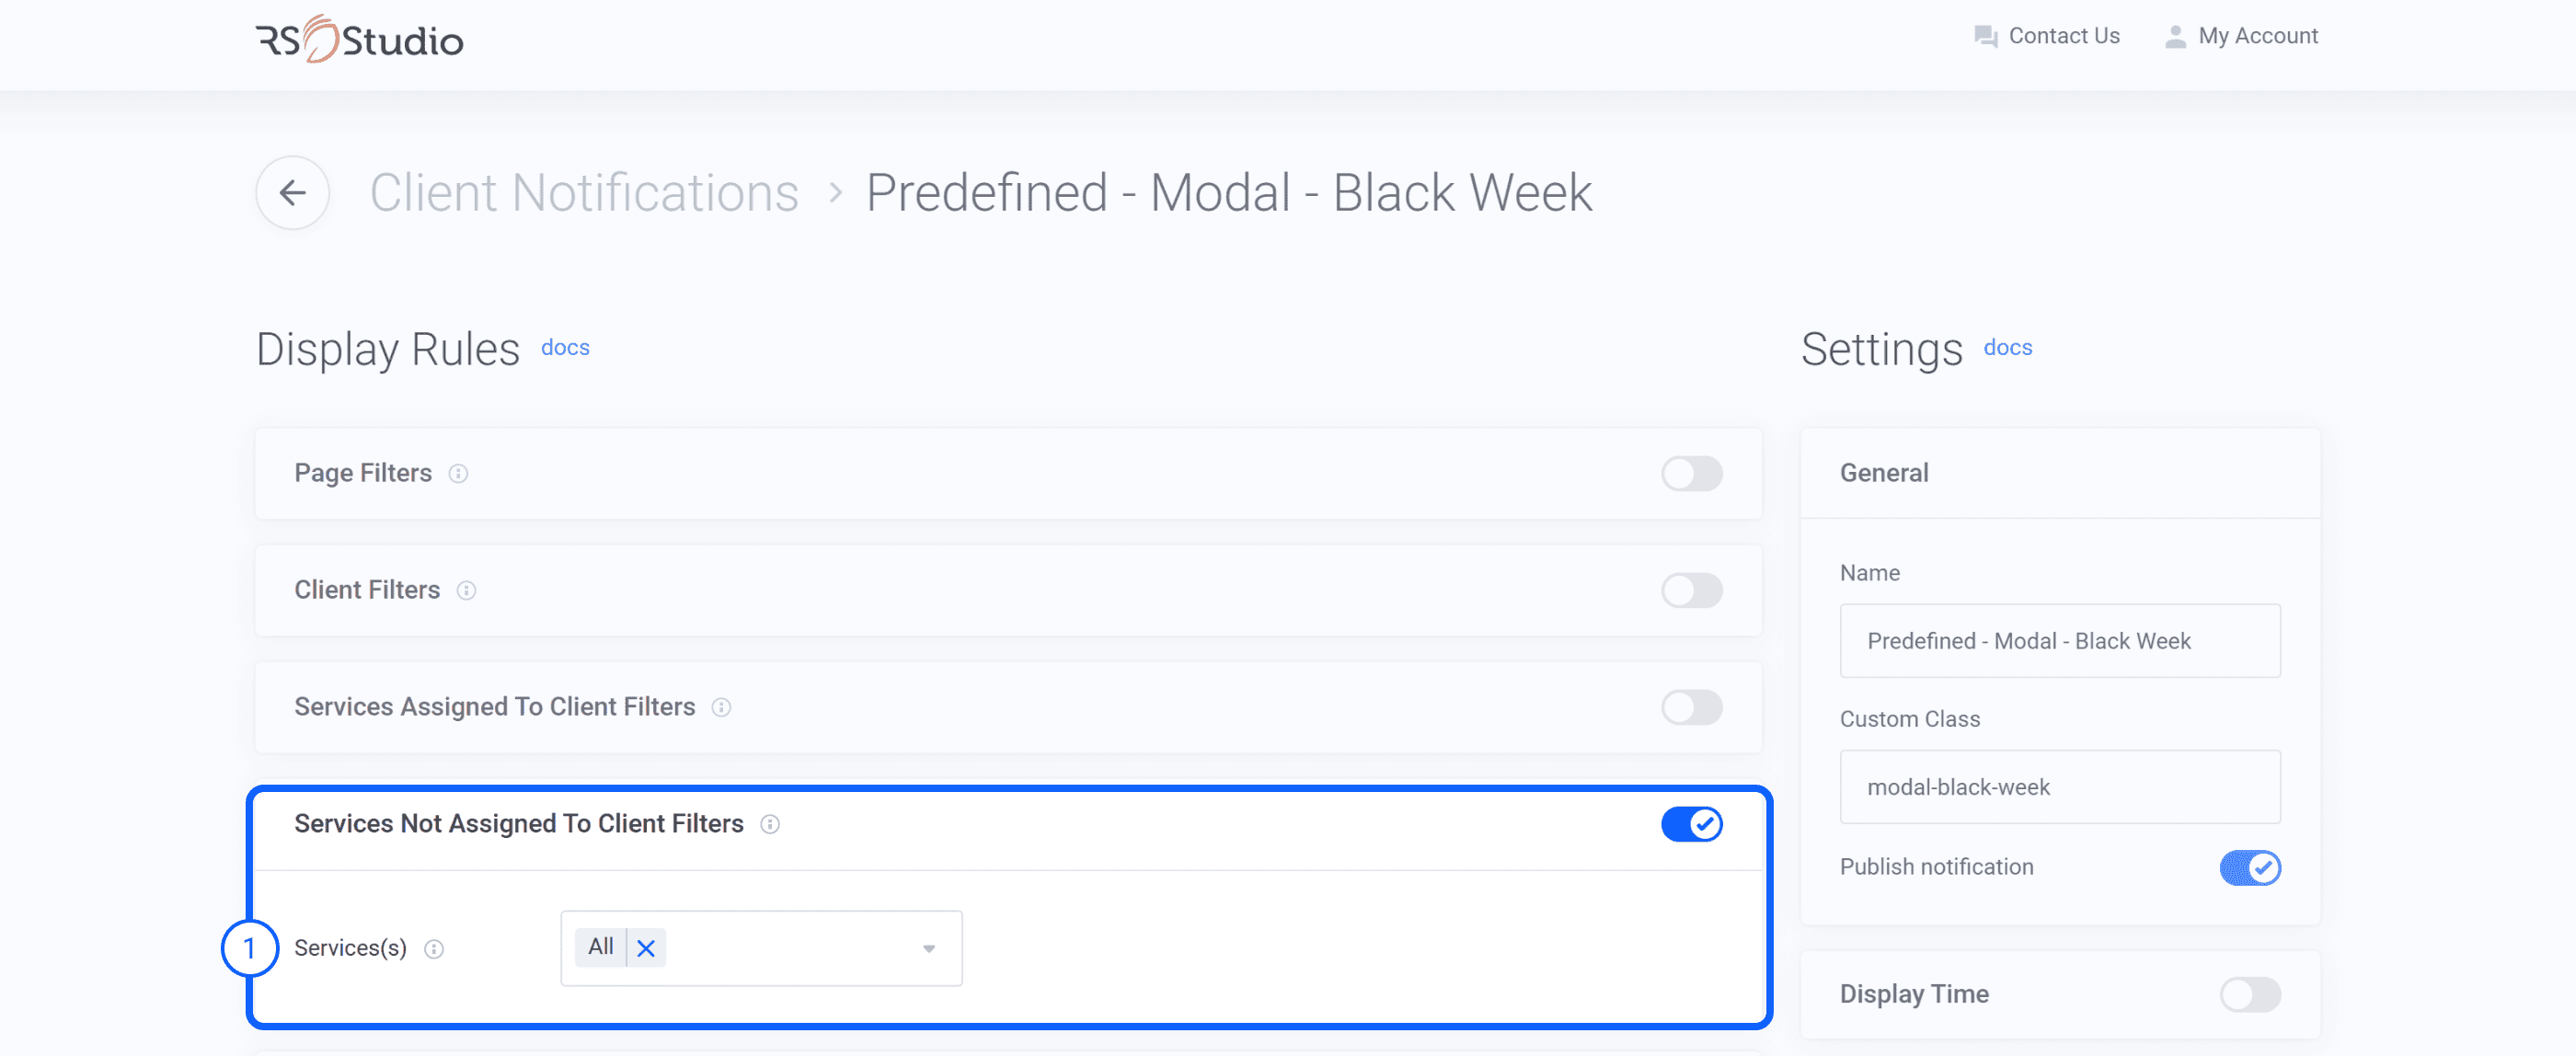 RSStudio
Contact Us
My Account
Client Notifications > Predefined - Modal - Black Week
Display Rules docs
Page Filters
Client Filters
Services Assigned To Client Filters
Services Not Assigned To Client Filters
1
Services(s)
All
Settings docs
General
Name
Predefined - Modal - Black Week
Custom Class
modal-black-week
Publish notification
Display Time